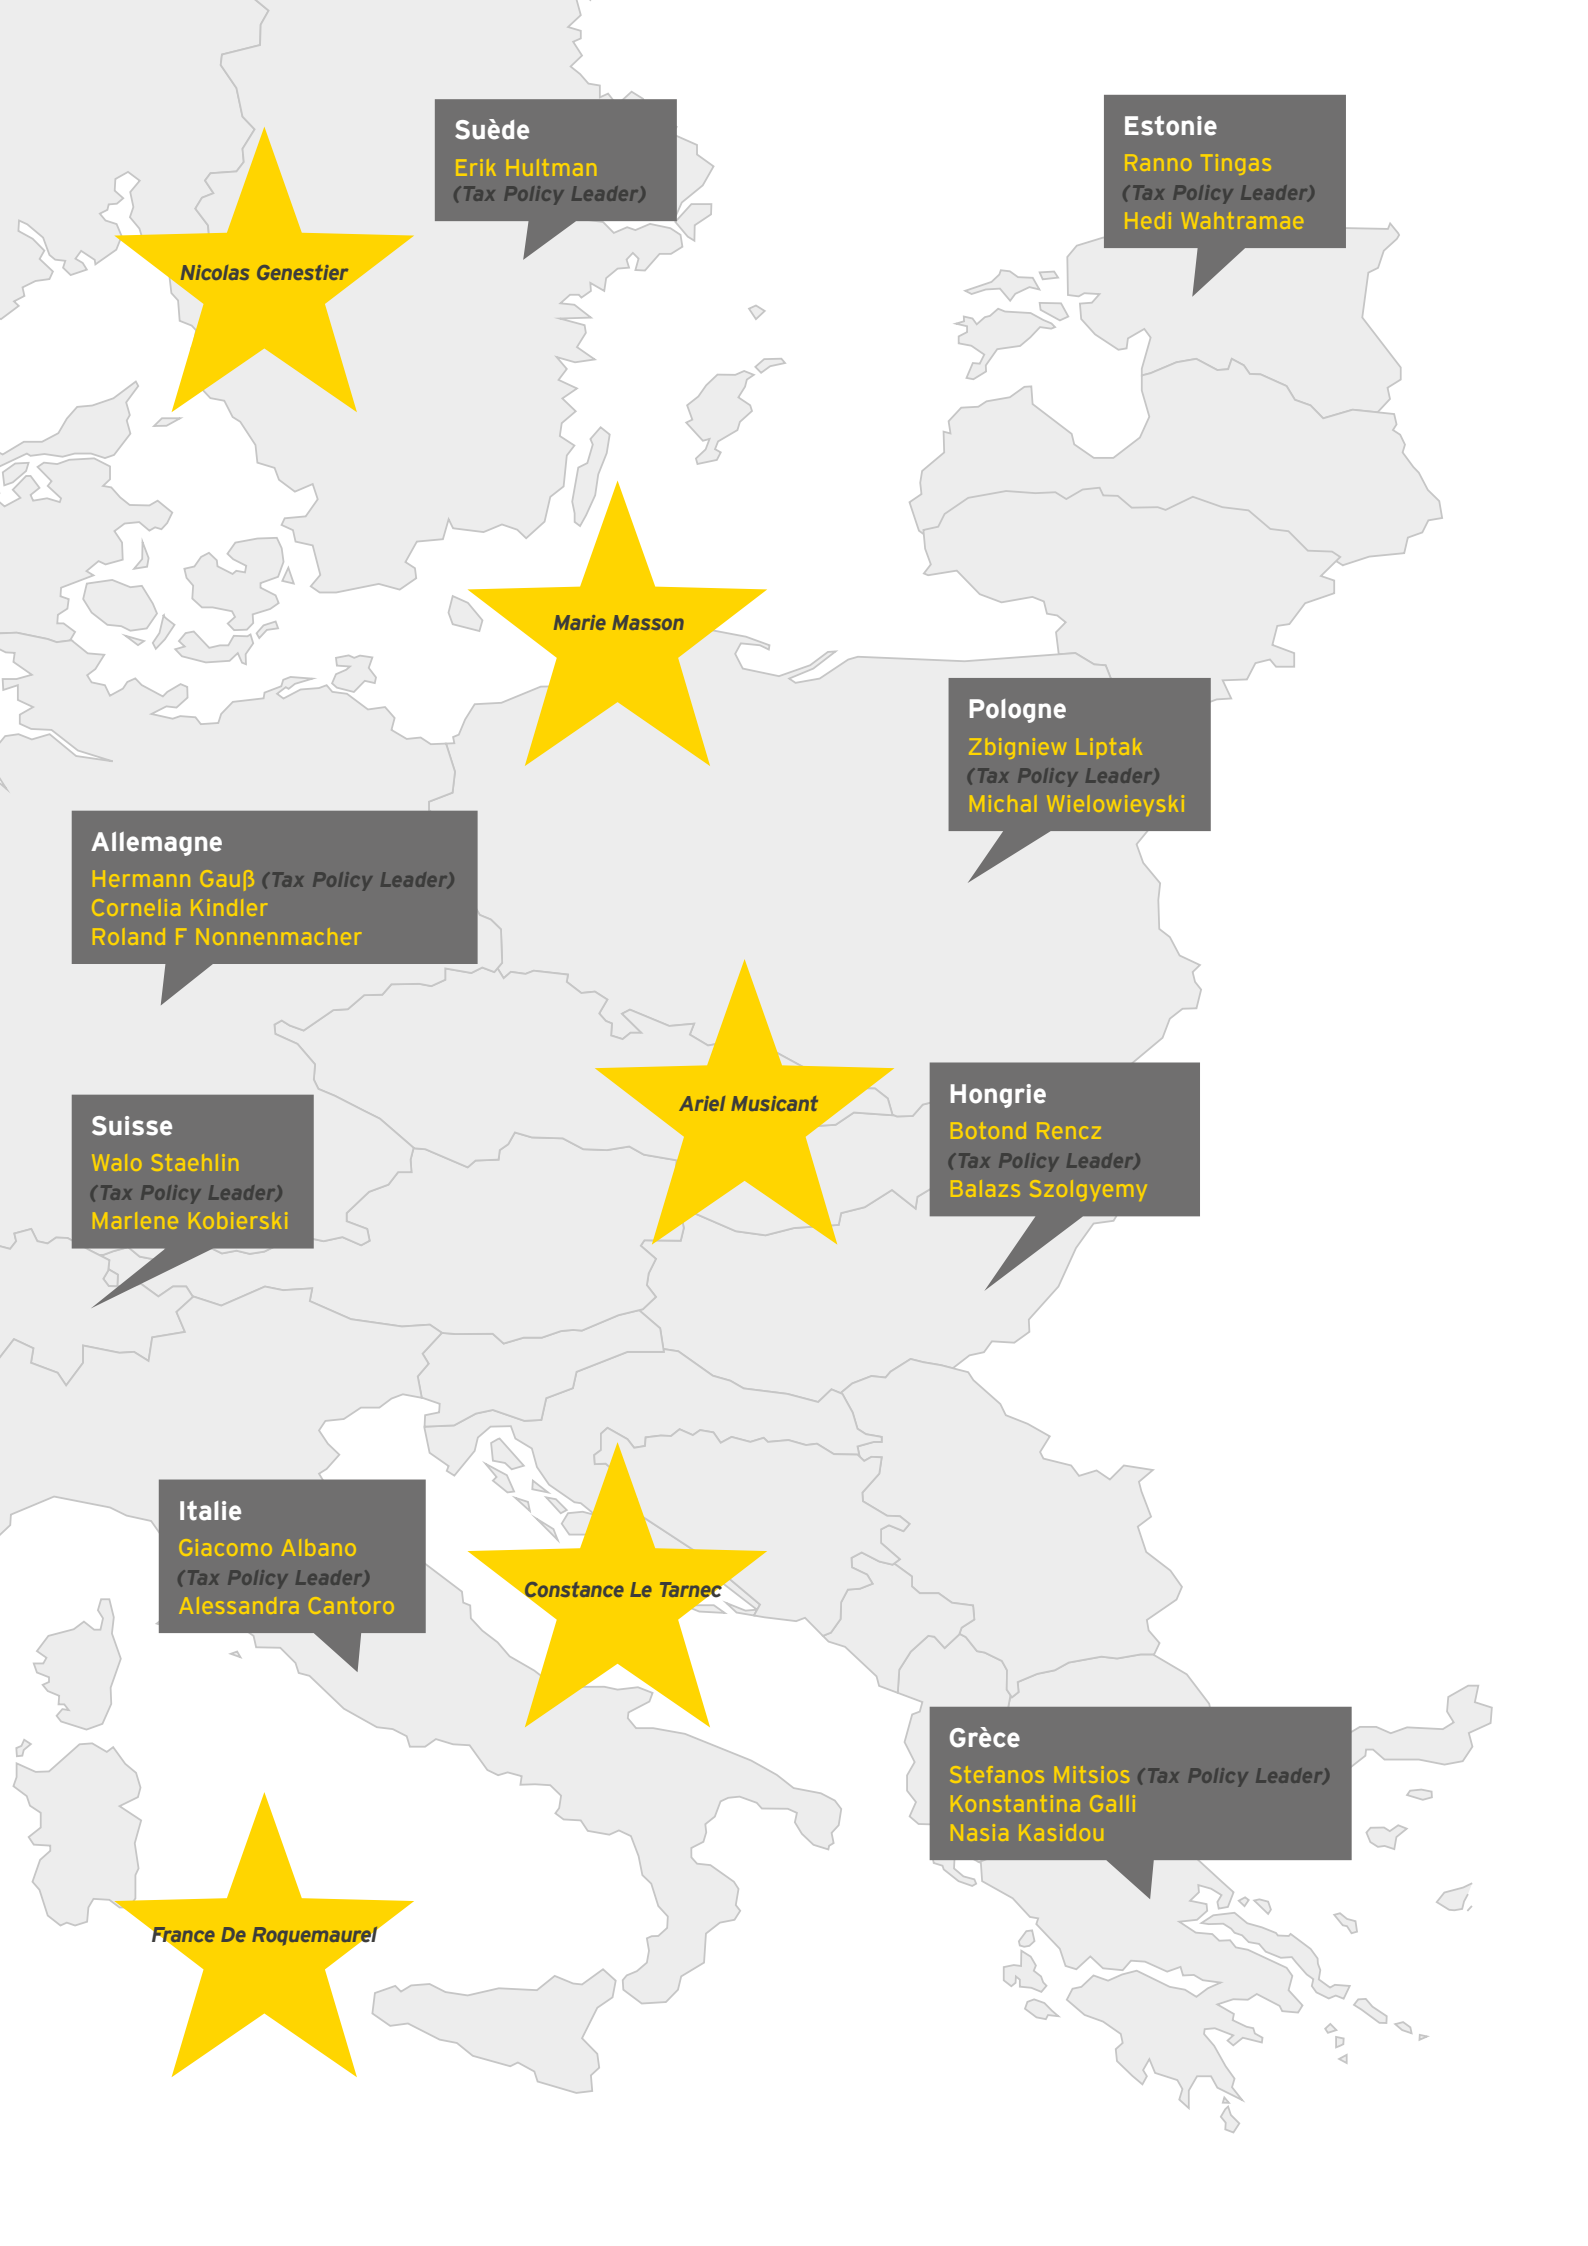 Suède
Erik Hultman
(Tax Policy Leader)
Estonie
Ranno Tingas
(Tax Policy Leader)
Hedi Wahtramae
Nicolas Genestier
Marie Masson
Pologne
Zbigniew Liptak
(Tax Policy Leader)
Michal Wielowieyski
Allemagne
Hermann Gauß (Tax Policy Leader)
Cornelia Kindler
Roland F Nonnenmacher
Ariel Musicant
Hongrie
Botond Rencz
(Tax Policy Leader)
Balazs Szolgyemy
Suisse
Walo Staehlin
(Tax Policy Leader)
Marlene Kobierski
Italie
Giacomo Albano
(Tax Policy Leader)
Alessandra Cantoro
Constance Le Tarnec
Grèce
Stefanos Mitsios (Tax Policy Leader)
Konstantina Galli
Nasia Kasidou
France De Roquemaurel